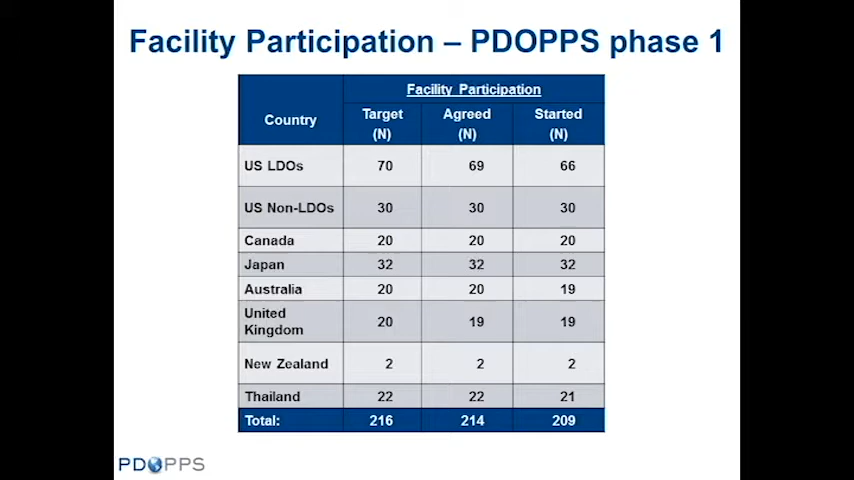 Facility Participation – PDOPPS phase 1
Country
Facility Participation
Target (N)
Agreed (N)
Started (N)
US LDOs 70 69 66
US Non-LDOs 30 30 30
Canada 20 20 20
Japan 32 32 32
Australia 20 20 19
United Kingdom 20 19 19
New Zealand 2 2 2
Thailand 22 22 21
Total: 216 214 209
PDOPPS